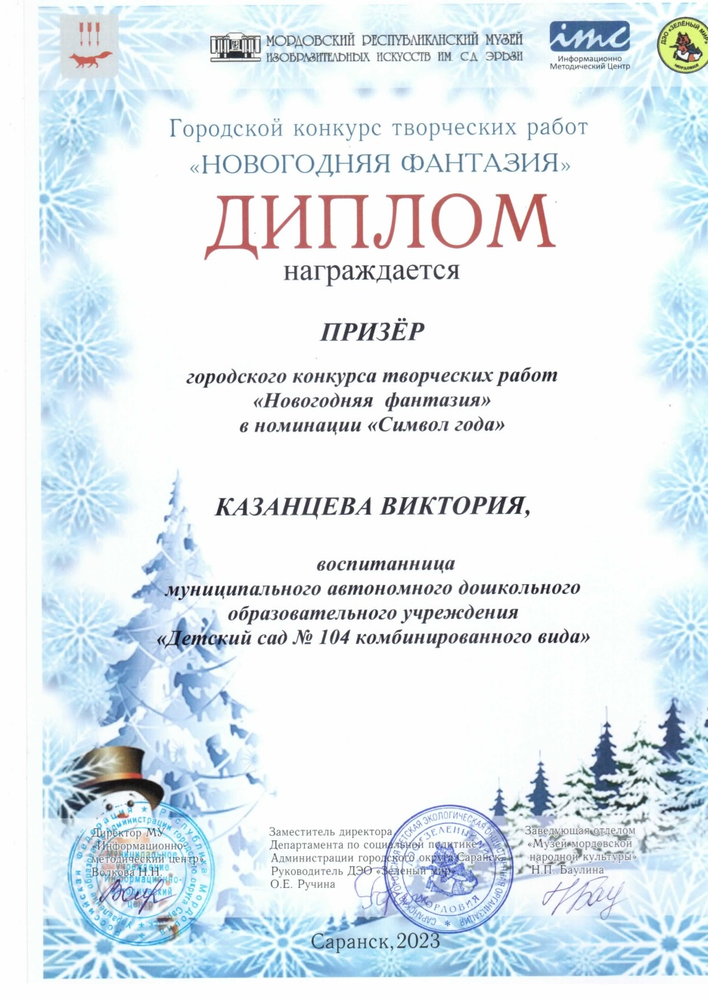 МОРДОВСКИЙ РЕСПУБЛИКАНСКИЙ МУЗЕЙ
ИЗОБРАЗИТЕЛЬНЫХ ИСКУССТВ ИМ С.Д. ЭРЬЗИ
имс
Информационно
Методический Центр
ДЭО «ЗЕЛЁНЫЙ МИР»
МОРДОВИЯ
Городской конкурс творческих работ
«НОВОГОДНЯЯ ФАНТАЗИЯ»
ДИПЛОМ
награждается
ПРИЗЁР
городского конкурса творческих работ
«Новогодняя фантазия»
в номинации «Символ года»
КАЗАНЦЕВА ВИКТОРИЯ,
воспитанница
муниципального автономного дошкольного
образовательного учреждения
«Детский сад № 104 комбинированного вида»
Директор МУ
«Информационно-
методический центр»
Волкова Н.Н.
Заместитель директора
Департамента по социальной политике
Администрации городского округа Саранск,
Руководитель ДЭО «Зеленый мир»
О.Е. Ручина
Заведующая отделом
«Музей мордовской
народной культуры»
Н.П. Баулина
Саранск, 2023